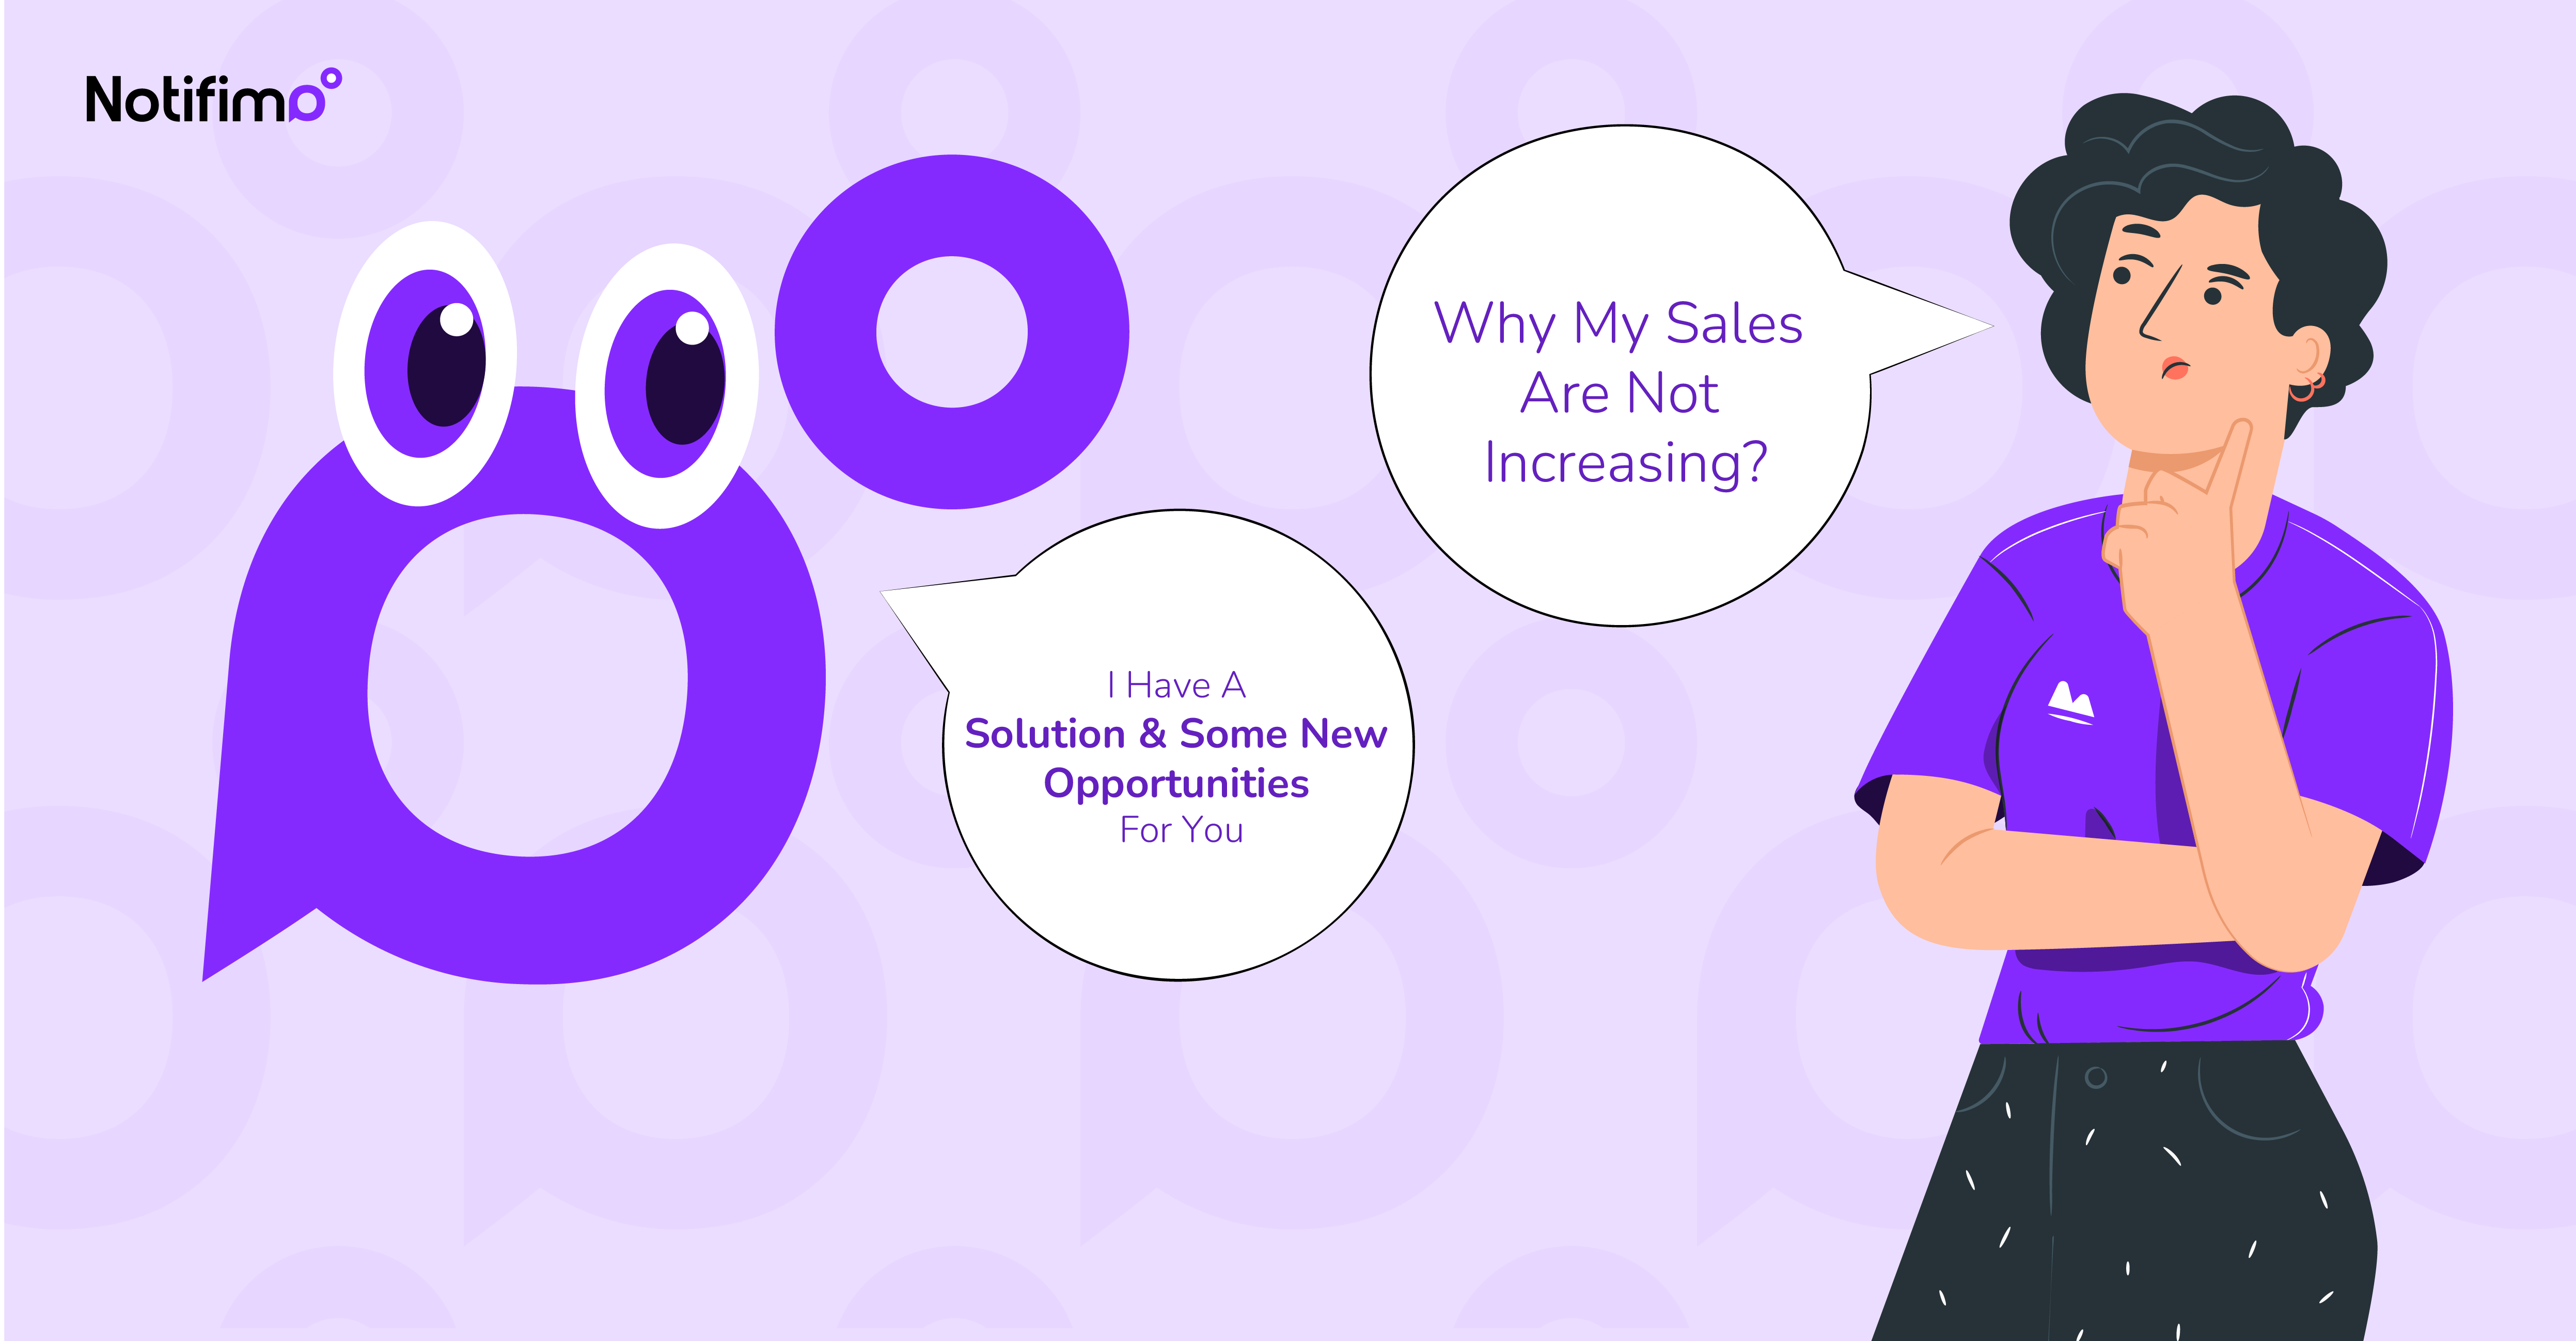 Notifimo
Why My Sales
Are Not
Increasing?
I Have A
Solution & Some New
Opportunities
For You